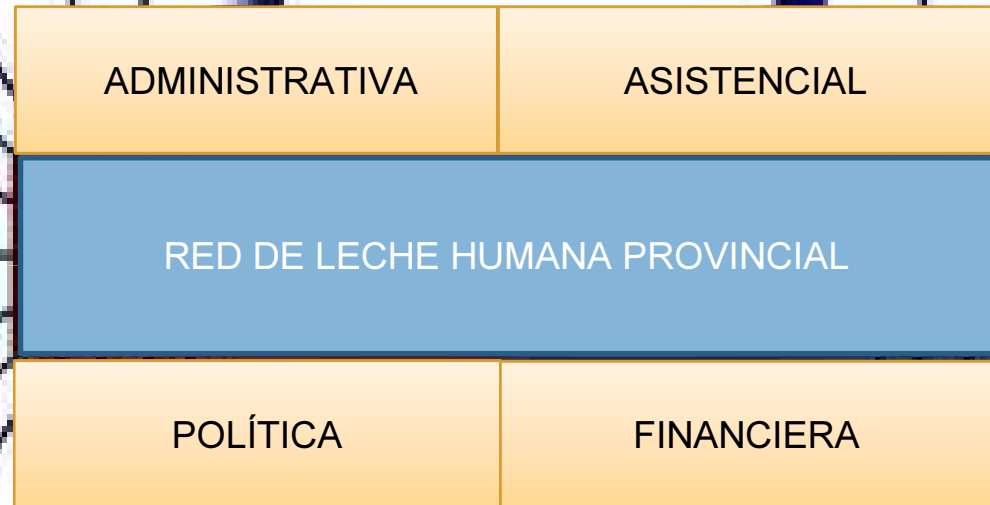 ADMINISTRATIVA
ASISTENCIAL
RED DE LECHE HUMANA PROVINCIAL
POLÍTICA
FINANCIERA